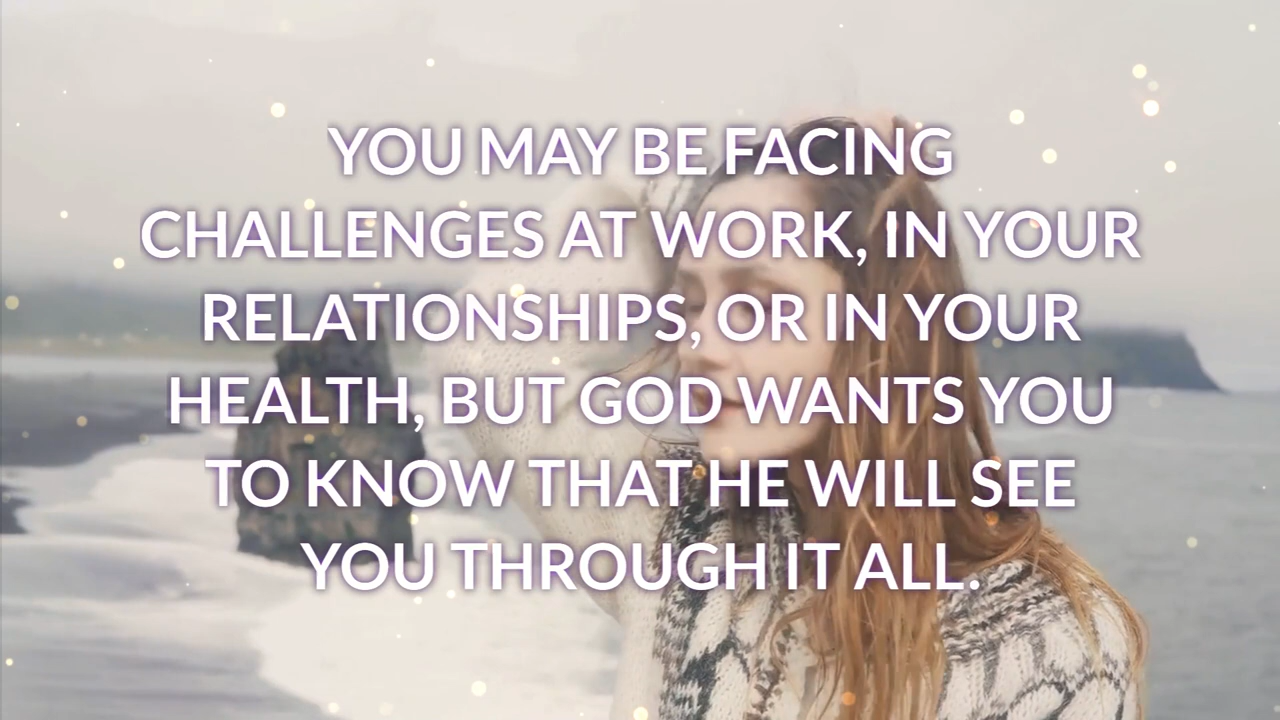 YOU MAY BE FACING
CHALLENGES AT WORK, IN YOUR
RELATIONSHIPS, OR IN YOUR
HEALTH, BUT GOD WANTS YOU
TO KNOW THAT HE WILL SEE
YOU THROUGH IT ALL.